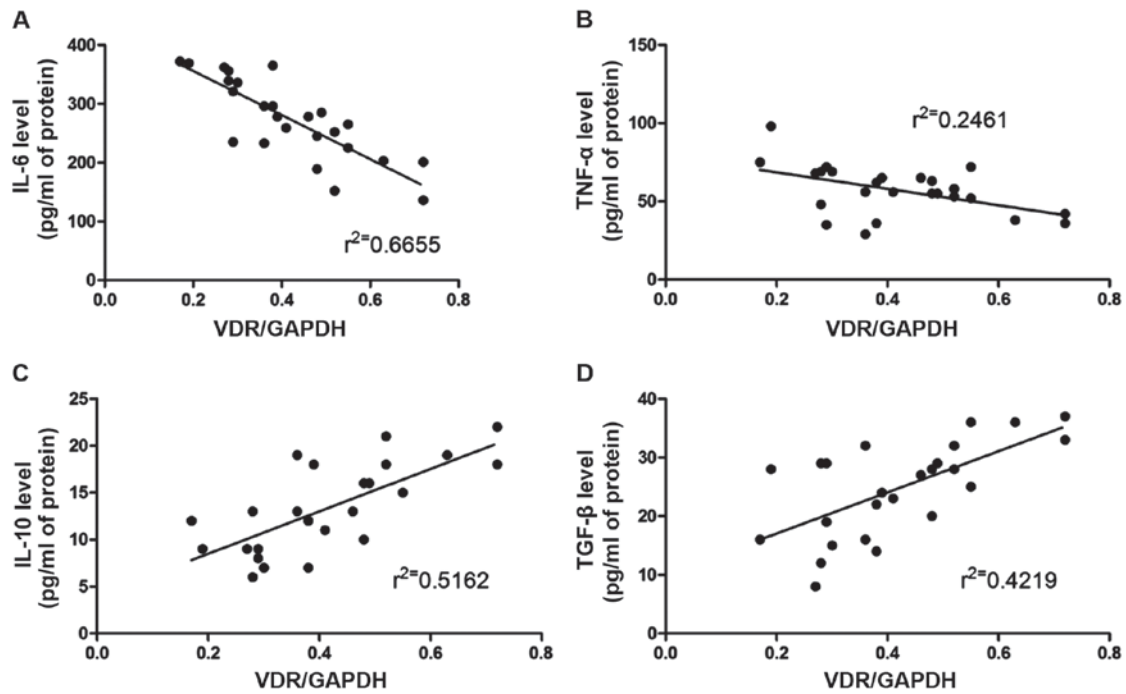 A
IL-6 level
(pg/ml of protein)
400
300
200
100
0
r²=0.6655
0.0 0.2 0.4 0.6 0.8
VDR/GAPDH
B
TNF-α level
(pg/ml of protein)
150
100
50
0
r²=0.2461
0.0 0.2 0.4 0.6 0.8
VDR/GAPDH
C
IL-10 level
(pg/ml of protein)
25
20
15
10
5
0
r²=0.5162
0.0 0.2 0.4 0.6 0.8
VDR/GAPDH
D
TGF-β level
(pg/ml of protein)
40
30
20
10
0
r²=0.4219
0.0 0.2 0.4 0.6 0.8
VDR/GAPDH